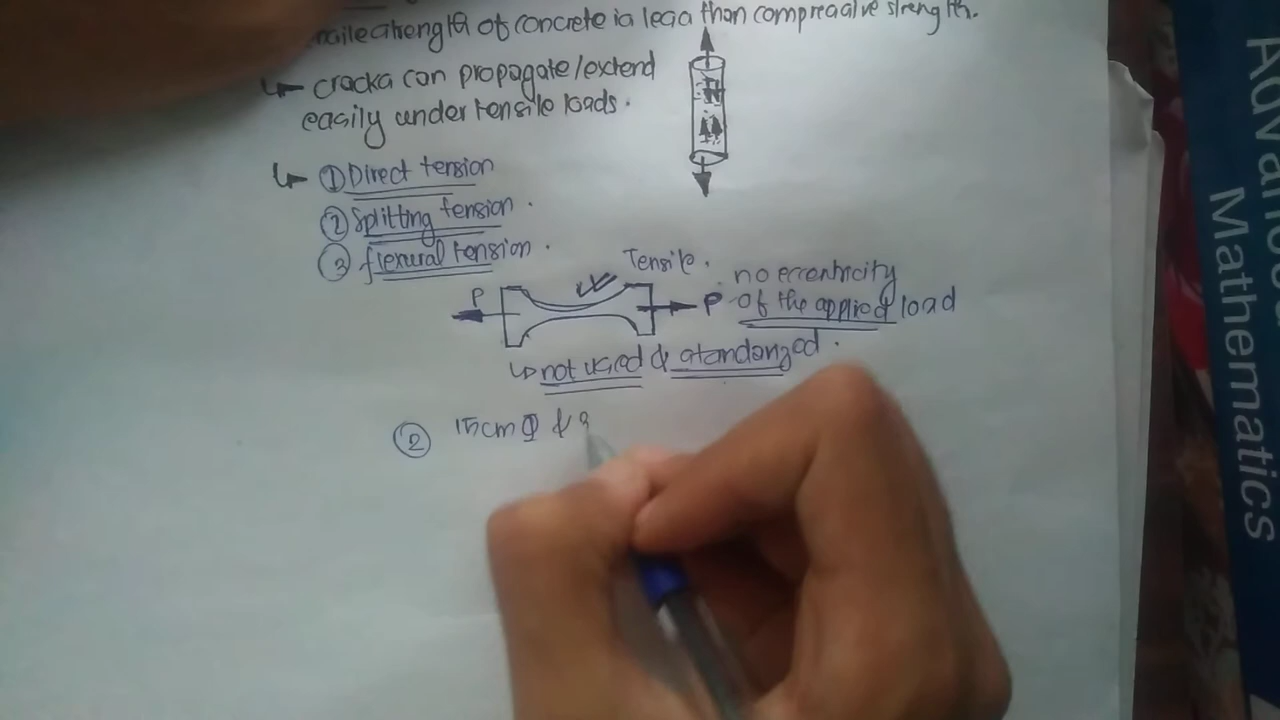 strength of concrete is less than compressive strength.
↳ cracks can propagate/extend
easily under tensile loads.
↳ ① Direct tension
② Splitting tension.
③ flexural tension.
Tensile.
P
P
no eccentricity
of the applied load
↳ not used & standardized.
② 15cm Φ &
Advanced
Mathematics